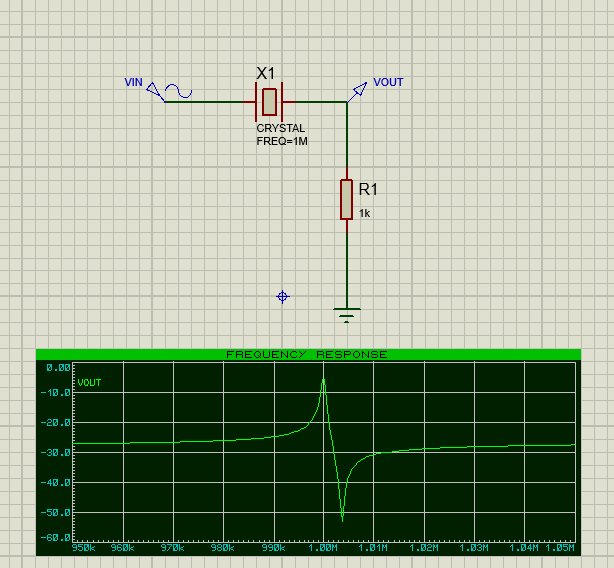 X1
VIN
VOUT
CRYSTAL
FREQ=1M
R1
1k
FREQUENCY RESPONSE
0.00
VOUT
-10.0
-20.0
-30.0
-40.0
-50.0
-60.0
950k 960k 970k 980k 990k 1.00M 1.01M 1.02M 1.03M 1.04M 1.05M